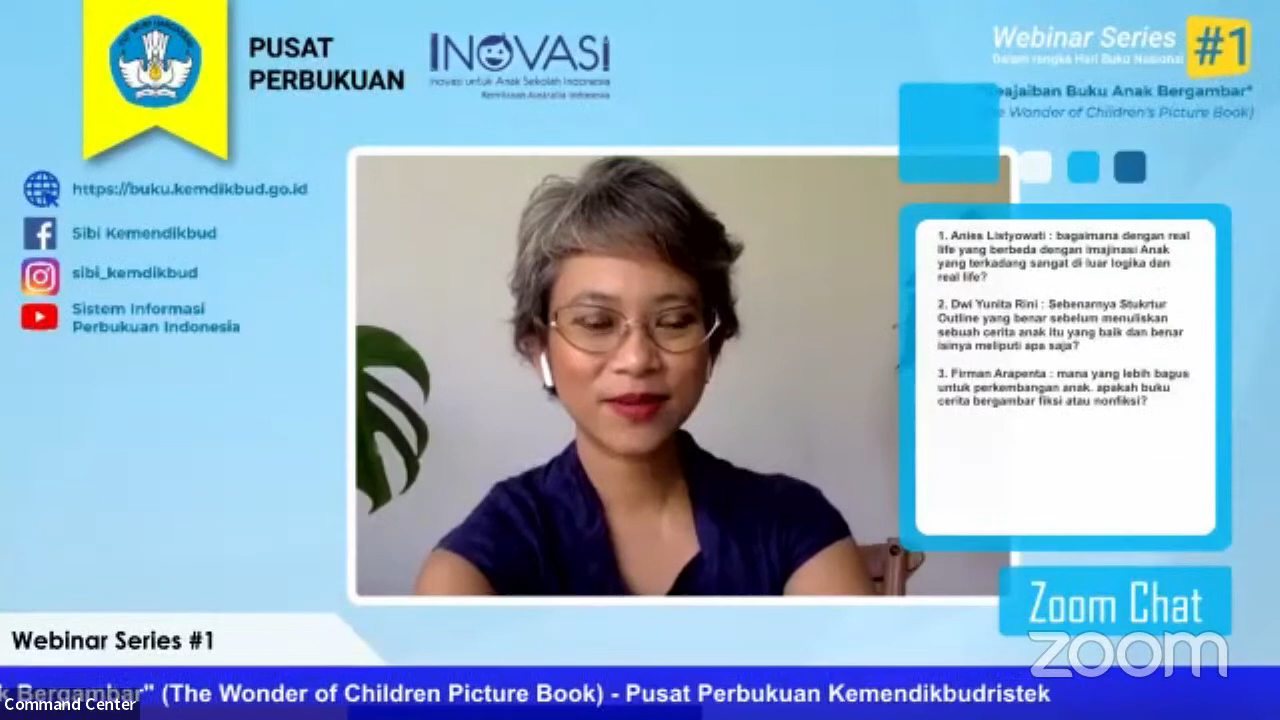 PUSAT
PERBUKUAN
INOVASI
Inovasi untuk Anak Sekolah Indonesia
Kemitraan Australia Indonesia
Webinar Series
Dalam rangka Hari Buku Nasional
#1
eajaiban Buku Anak Bergambar"
e Wonder of Children's Picture Book)
https://buku.kemdikbud.go.id
Sibi Kemendikbud
sibi_kemdikbud
Sistem Informasi
Perbukuan Indonesia
1. Anies Listyowati : bagaimana dengan real
life yang berbeda dengan imajinasi Anak
yang terkadang sangat di luar logika dan
real life?
2. Dwi Yunita Rini : Sebenarnya Stukrtur
Outline yang benar sebelum menuliskan
sebuah cerita anak itu yang baik dan benar
isinya meliputi apa saja?
3. Firman Arapenta : mana yang lebih bagus
untuk perkembangan anak. apakah buku
cerita bergambar fiksi atau nonfiksi?
Zoom Chat
zoom
Webinar Series #1
k Bergambar" (The Wonder of Children Picture Book) - Pusat Perbukuan Kemendikbudristek
Command Center